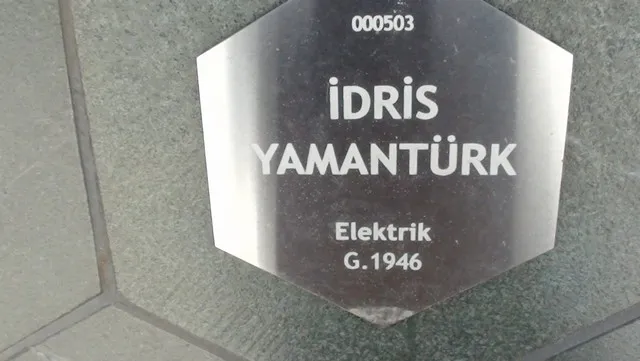 000503
İDRİS
YAMANTÜRK
Elektrik
G.1946